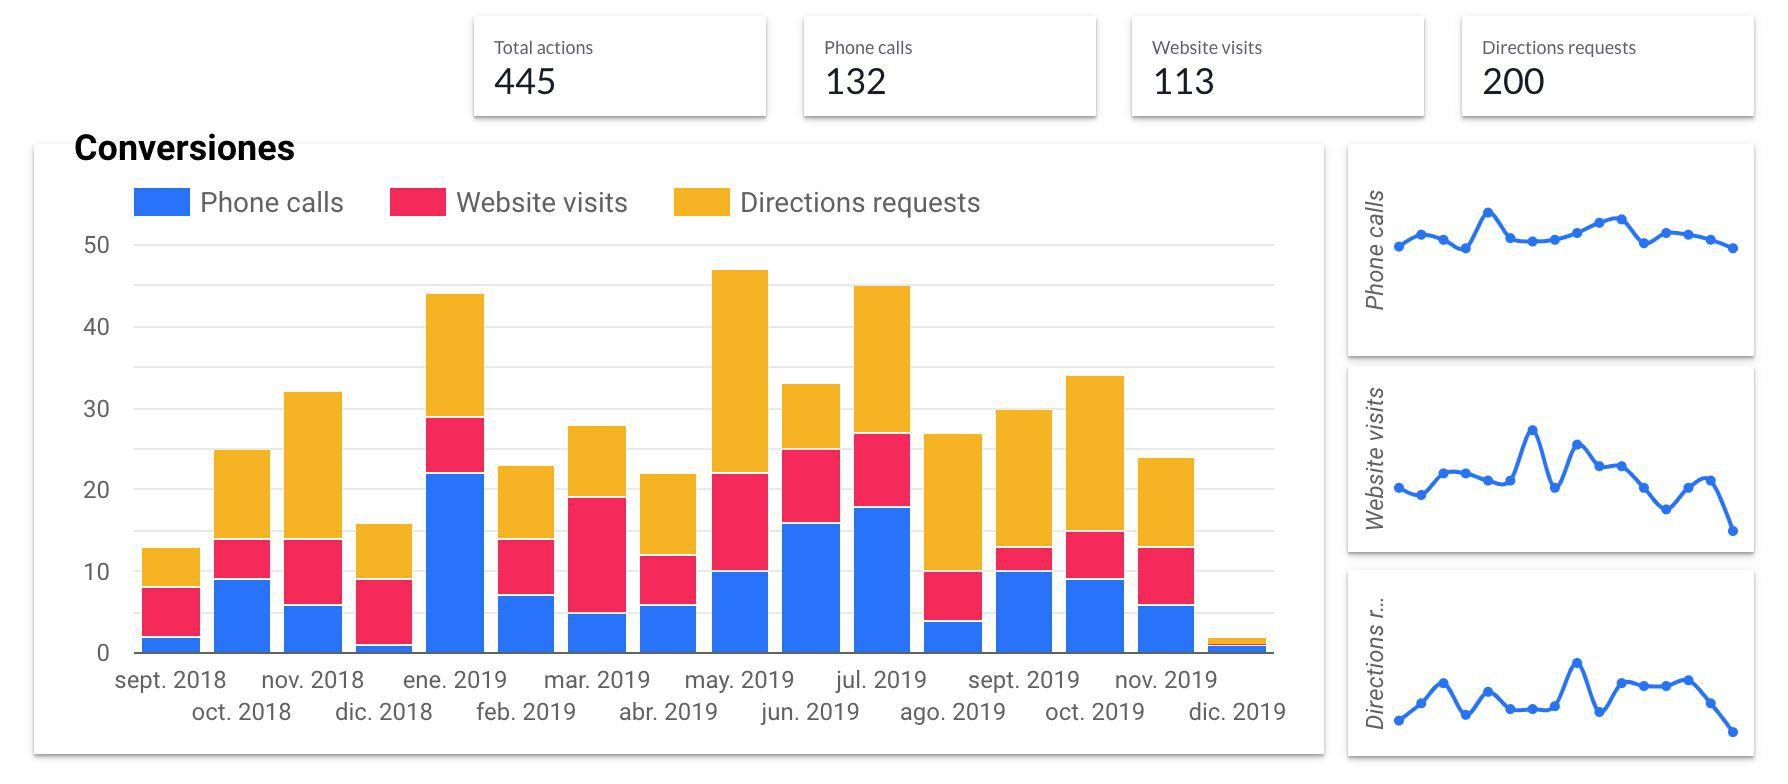 Total actions
445
Phone calls
132
Website visits
113
Directions requests
200
Conversiones
Phone calls
Website visits
Directions requests
50
40
30
20
10
0
sept. 2018
oct. 2018
nov. 2018
dic. 2018
ene. 2019
feb. 2019
mar. 2019
abr. 2019
may. 2019
jun. 2019
jul. 2019
ago. 2019
sept. 2019
oct. 2019
nov. 2019
dic. 2019
Phone calls
Website visits
Directions r...